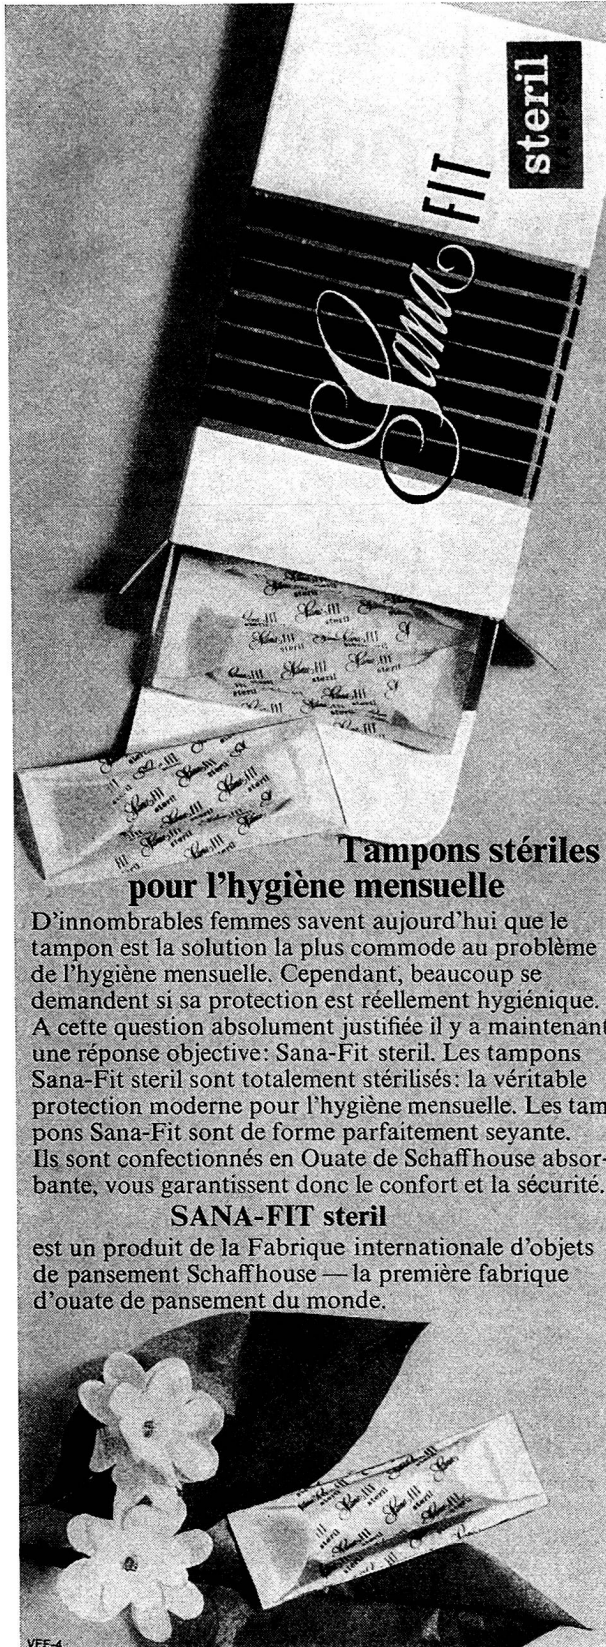 steril
Sana FIT
Tampons stériles
pour l'hygiène mensuelle
D'innombrables femmes savent aujourd'hui que le
tampon est la solution la plus commode au problème
de l'hygiène mensuelle. Cependant, beaucoup se
demandent si sa protection est réellement hygiénique.
A cette question absolument justifiée il y a maintenant
une réponse objective: Sana-Fit steril. Les tampons
Sana-Fit steril sont totalement stérilisés: la véritable
protection moderne pour l'hygiène mensuelle. Les tam-
pons Sana-Fit sont de forme parfaitement seyante.
Ils sont confectionnés en Ouate de Schaffhouse absor-
bante, vous garantissent donc le confort et la sécurité.
SANA-FIT steril
est un produit de la Fabrique internationale d'objets
de pansement Schaffhouse — la première fabrique
d'ouate de pansement du monde.
VFF-4